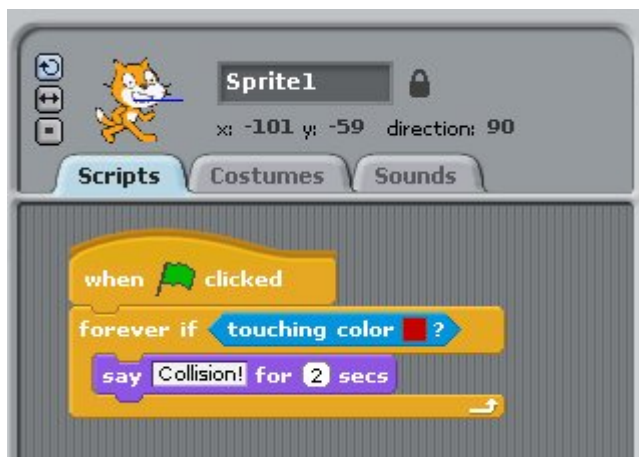 Sprite1
x: -101 y: -59 direction: 90
Scripts Costumes Sounds
when clicked
forever if touching color ?
say Collision! for 2 secs